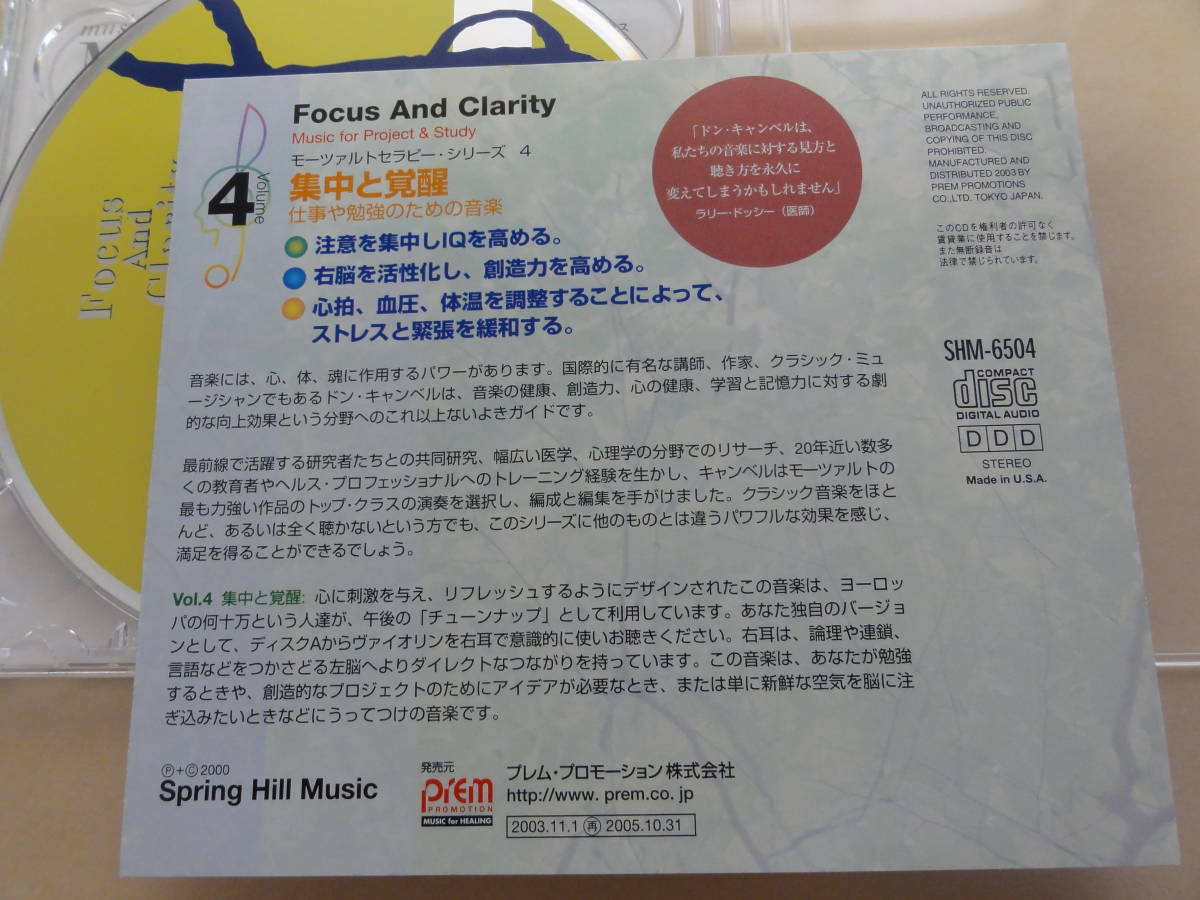 Focus
And
Focus And Clarity
Music for Project & Study
モーツァルトセラピー・シリーズ 4
4
Volume
集中と覚醒
仕事や勉強のための音楽
注意を集中しIQを高める。
右脳を活性化し、創造力を高める。
心拍、血圧、体温を調整することによって、
ストレスと緊張を緩和する。
「ドン・キャンベルは、
私たちの音楽に対する見方と
聴き方を永久に
変えてしまうかもしれません」
ラリー・ドッシー（医師）
ALL RIGHTS RESERVED.
UNAUTHORIZED PUBLIC
PERFORMANCE,
BROADCASTING AND
COPYING OF THIS DISC
PROHIBITED.
MANUFACTURED AND
DISTRIBUTED 2003 BY
PREM PROMOTIONS
CO.,LTD. TOKYO JAPAN.
このCDを権利者の許可なく
賃貸業に使用することを禁じます。
また無断録音は
法律で禁じられています。
SHM-6504
COMPACT
disc
DIGITAL AUDIO
DDD
STEREO
Made in U.S.A.
音楽には、心、体、魂に作用するパワーがあります。国際的に有名な講師、作家、クラシック・ミュ
ージシャンでもあるドン・キャンベルは、音楽の健康、創造力、心の健康、学習と記憶力に対する劇
的な向上効果という分野へのこれ以上ないよきガイドです。
最前線で活躍する研究者たちとの共同研究、幅広い医学、心理学の分野でのリサーチ、20年近い数多
くの教育者やヘルス・プロフェッショナルへのトレーニング経験を生かし、キャンベルはモーツァルトの
最も力強い作品のトップ・クラスの演奏を選択し、編成と編集を手がけました。クラシック音楽をほと
んど、あるいは全く聴かないという方でも、このシリーズに他のものとは違うパワフルな効果を感じ、
満足を得ることができるでしょう。
Vol.4 集中と覚醒: 心に刺激を与え、リフレッシュするようにデザインされたこの音楽は、ヨーロッ
パの何十万という人達が、午後の「チューンナップ」として利用しています。あなた独自のバージョ
ンとして、ディスクAからヴァイオリンを右耳で意識的に使いお聴きください。右耳は、論理や連鎖、
言語などをつかさどる左脳へよりダイレクトなつながりを持っています。この音楽は、あなたが勉強
するときや、創造的なプロジェクトのためにアイデアが必要なとき、または単に新鮮な空気を脳に注
ぎ込みたいときなどにうってつけの音楽です。
Ⓟ+Ⓒ2000
Spring Hill Music
発売元
PREM
PROMOTION
MUSIC for HEALING
プレム・プロモーション株式会社
http://www. prem.co. jp
2003.11.1 ㊢ 2005.10.31